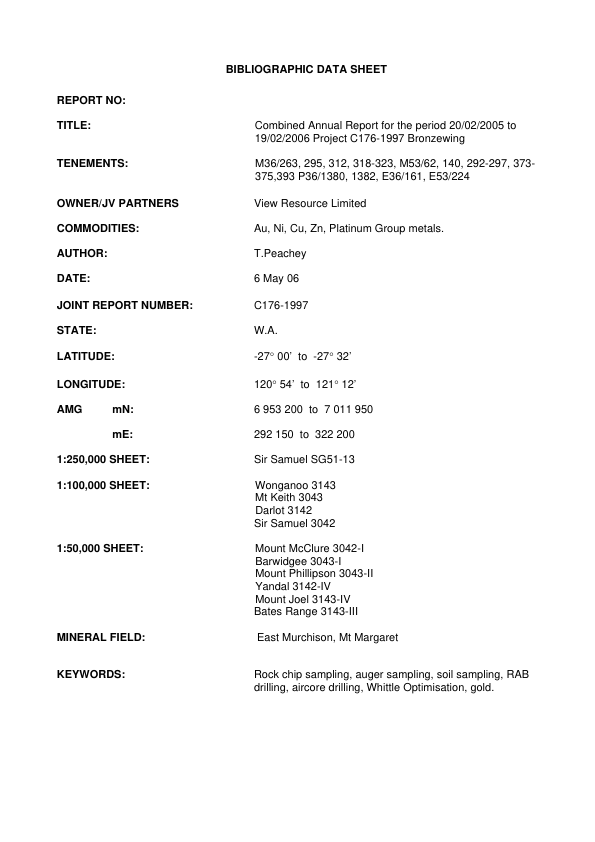 BIBLIOGRAPHIC DATA SHEET
REPORT NO:
TITLE: Combined Annual Report for the period 20/02/2005 to
19/02/2006 Project C176-1997 Bronzewing
TENEMENTS: M36/263, 295, 312, 318-323, M53/62, 140, 292-297, 373-
375,393 P36/1380, 1382, E36/161, E53/224
OWNER/JV PARTNERS View Resource Limited
COMMODITIES: Au, Ni, Cu, Zn, Platinum Group metals.
AUTHOR: T.Peachey
DATE: 6 May 06
JOINT REPORT NUMBER: C176-1997
STATE: W.A.
LATITUDE: -27° 00' to -27° 32'
LONGITUDE: 120° 54' to 121° 12'
AMG mN: 6 953 200 to 7 011 950
mE: 292 150 to 322 200
1:250,000 SHEET: Sir Samuel SG51-13
1:100,000 SHEET: Wonganoo 3143
Mt Keith 3043
Darlot 3142
Sir Samuel 3042
1:50,000 SHEET: Mount McClure 3042-I
Barwidgee 3043-I
Mount Phillipson 3043-II
Yandal 3142-IV
Mount Joel 3143-IV
Bates Range 3143-III
MINERAL FIELD: East Murchison, Mt Margaret
KEYWORDS: Rock chip sampling, auger sampling, soil sampling, RAB
drilling, aircore drilling, Whittle Optimisation, gold.